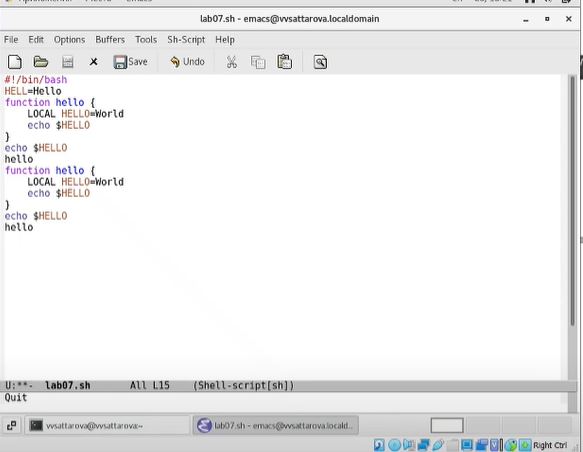 lab07.sh - emacs@vvsattarova.localdomain
File Edit Options Buffers Tools Sh-Script Help
Save Undo
#!/bin/bash
HELL=Hello
function hello {
    LOCAL HELLO=World
    echo $HELLO
}
echo $HELLO
hello
function hello {
    LOCAL HELLO=World
    echo $HELLO
}
echo $HELLO
hello
U:**-  lab07.sh       All L15    (Shell-script[sh])
Quit
vvsattarova@vvsattarova:~ lab07.sh - emacs@vvsattarova.locald...
Right Ctrl